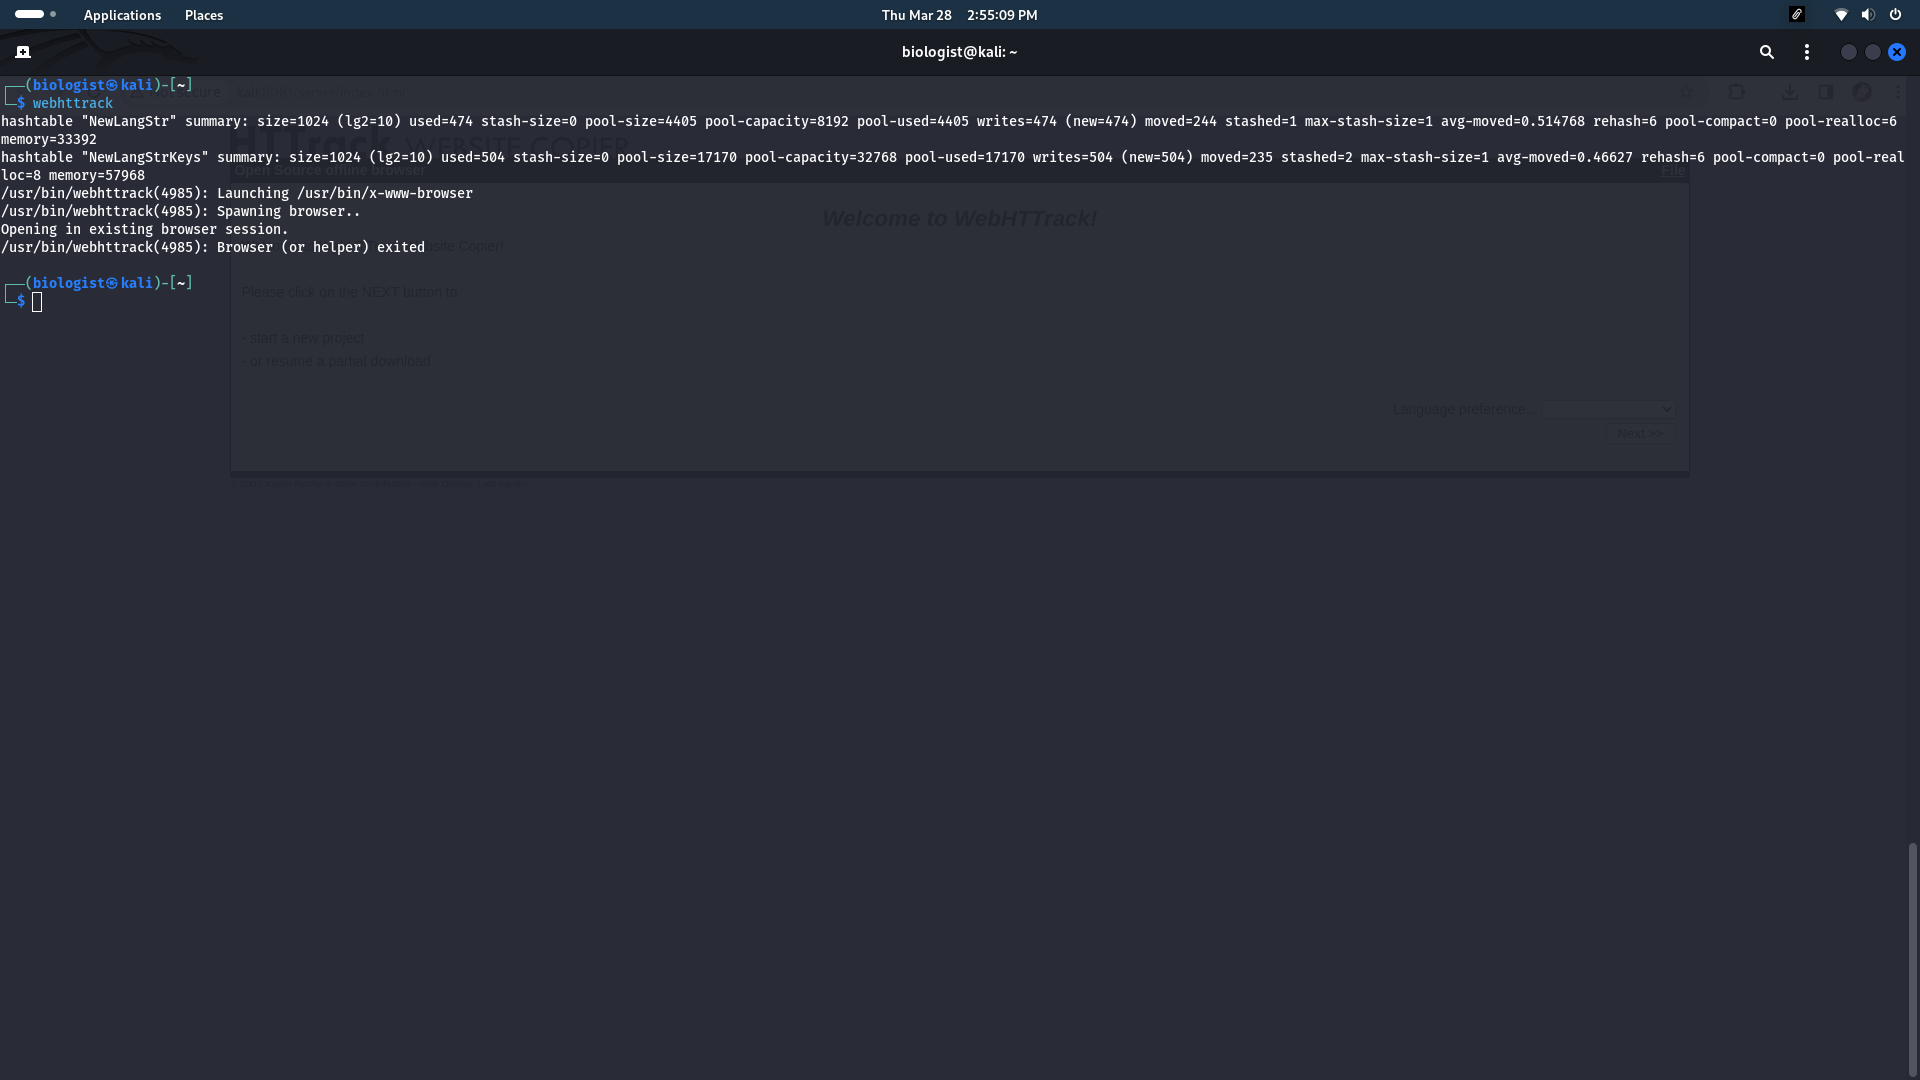 Applications Places Thu Mar 28 2:55:09 PM
biologist@kali: ~
┌──(biologist㉿kali)-[~]
└─$ webhttrack
hashtable "NewLangStr" summary: size=1024 (lg2=10) used=474 stash-size=0 pool-size=4405 pool-capacity=8192 pool-used=4405 writes=474 (new=474) moved=244 stashed=1 max-stash-size=1 avg-moved=0.514768 rehash=6 pool-compact=0 pool-realloc=6
memory=33392
hashtable "NewLangStrKeys" summary: size=1024 (lg2=10) used=504 stash-size=0 pool-size=17170 pool-capacity=32768 pool-used=17170 writes=504 (new=504) moved=235 stashed=2 max-stash-size=1 avg-moved=0.46627 rehash=6 pool-compact=0 pool-real
loc=8 memory=57968
Open Source offline browser File
/usr/bin/webhttrack(4985): Launching /usr/bin/x-www-browser
/usr/bin/webhttrack(4985): Spawning browser..
Welcome to WebHTTrack!
Opening in existing browser session.
/usr/bin/webhttrack(4985): Browser (or helper) exited
Copier!
┌──(biologist㉿kali)-[~]
└─$
Please click on the NEXT button to
- start a new project
- or resume a partial download
Language preference...
Next >>